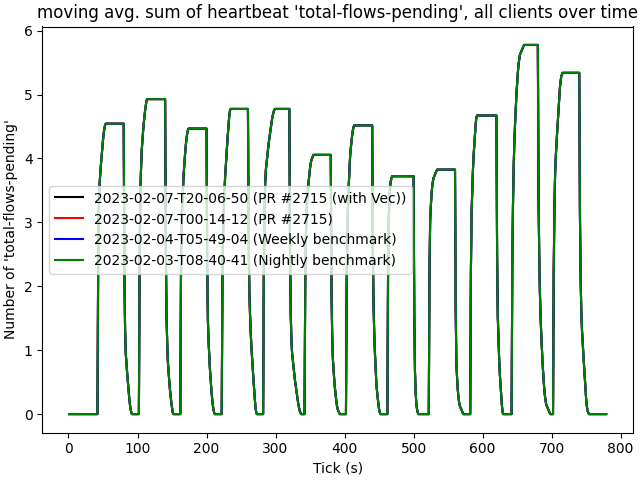 moving avg. sum of heartbeat 'total-flows-pending', all clients over time
Number of 'total-flows-pending'
6
5
4
3
2
1
0
2023-02-07-T20-06-50 (PR #2715 (with Vec))
2023-02-07-T00-14-12 (PR #2715)
2023-02-04-T05-49-04 (Weekly benchmark)
2023-02-03-T08-40-41 (Nightly benchmark)
0 100 200 300 400 500 600 700 800
Tick (s)